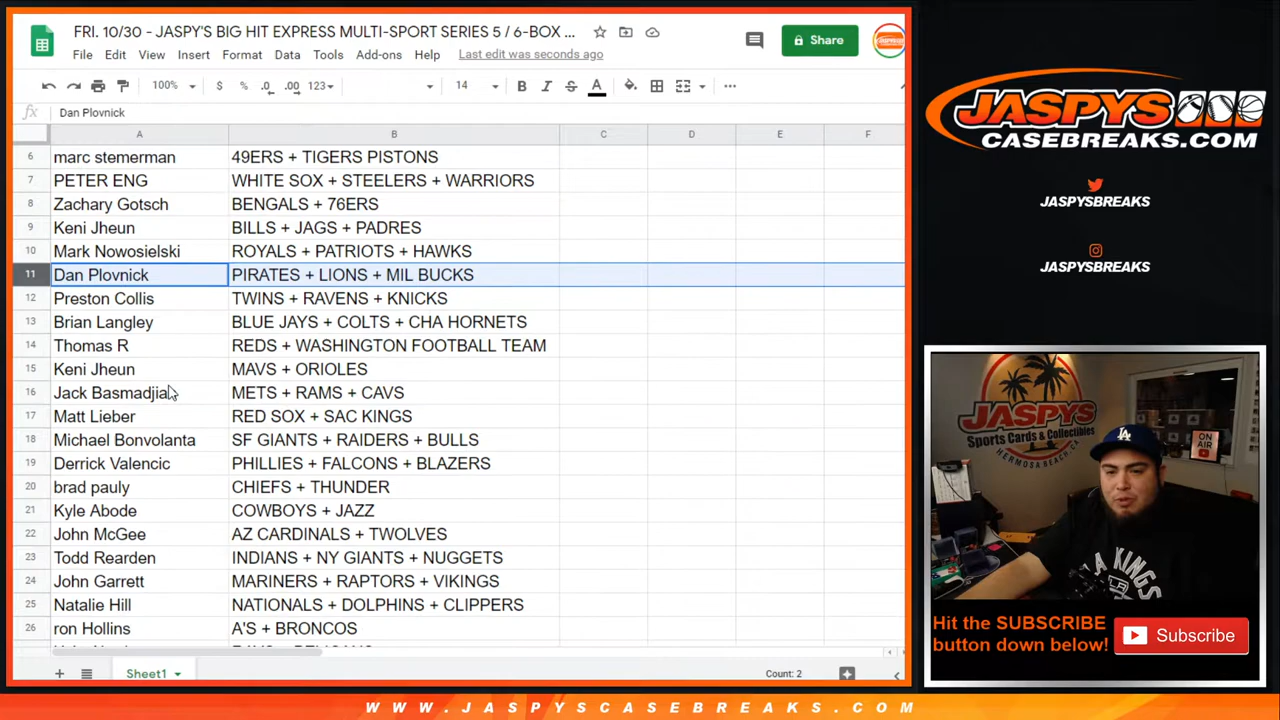 FRI. 10/30 - JASPY'S BIG HIT EXPRESS MULTI-SPORT SERIES 5 / 6-BOX ...
File Edit View Insert Format Data Tools Add-ons Help Last edit was seconds ago
Share
100% $ % .0 .00 123 14 B I S A ...
fx Dan Plovnick
A B C D E F
6 marc stemerman 49ERS + TIGERS PISTONS
7 PETER ENG WHITE SOX + STEELERS + WARRIORS
8 Zachary Gotsch BENGALS + 76ERS
9 Keni Jheun BILLS + JAGS + PADRES
10 Mark Nowosielski ROYALS + PATRIOTS + HAWKS
11 Dan Plovnick PIRATES + LIONS + MIL BUCKS
12 Preston Collis TWINS + RAVENS + KNICKS
13 Brian Langley BLUE JAYS + COLTS + CHA HORNETS
14 Thomas R REDS + WASHINGTON FOOTBALL TEAM
15 Keni Jheun MAVS + ORIOLES
16 Jack Basmadjia METS + RAMS + CAVS
17 Matt Lieber RED SOX + SAC KINGS
18 Michael Bonvolanta SF GIANTS + RAIDERS + BULLS
19 Derrick Valencic PHILLIES + FALCONS + BLAZERS
20 brad pauly CHIEFS + THUNDER
21 Kyle Abode COWBOYS + JAZZ
22 John McGee AZ CARDINALS + TWOLVES
23 Todd Rearden INDIANS + NY GIANTS + NUGGETS
24 John Garrett MARINERS + RAPTORS + VIKINGS
25 Natalie Hill NATIONALS + DOLPHINS + CLIPPERS
26 ron Hollins A'S + BRONCOS
Sheet1 Count: 2
JASPYS
CASEBREAKS.COM
JASPYSBREAKS
JASPYSBREAKS
JASPYS
Sports Cards & Collectibles
HERMOSA BEACH, CA
ON AIR
LA
LA KINGS
Hit the SUBSCRIBE
button down below!
Subscribe
WWW.JASPYSCASEBREAKS.COM